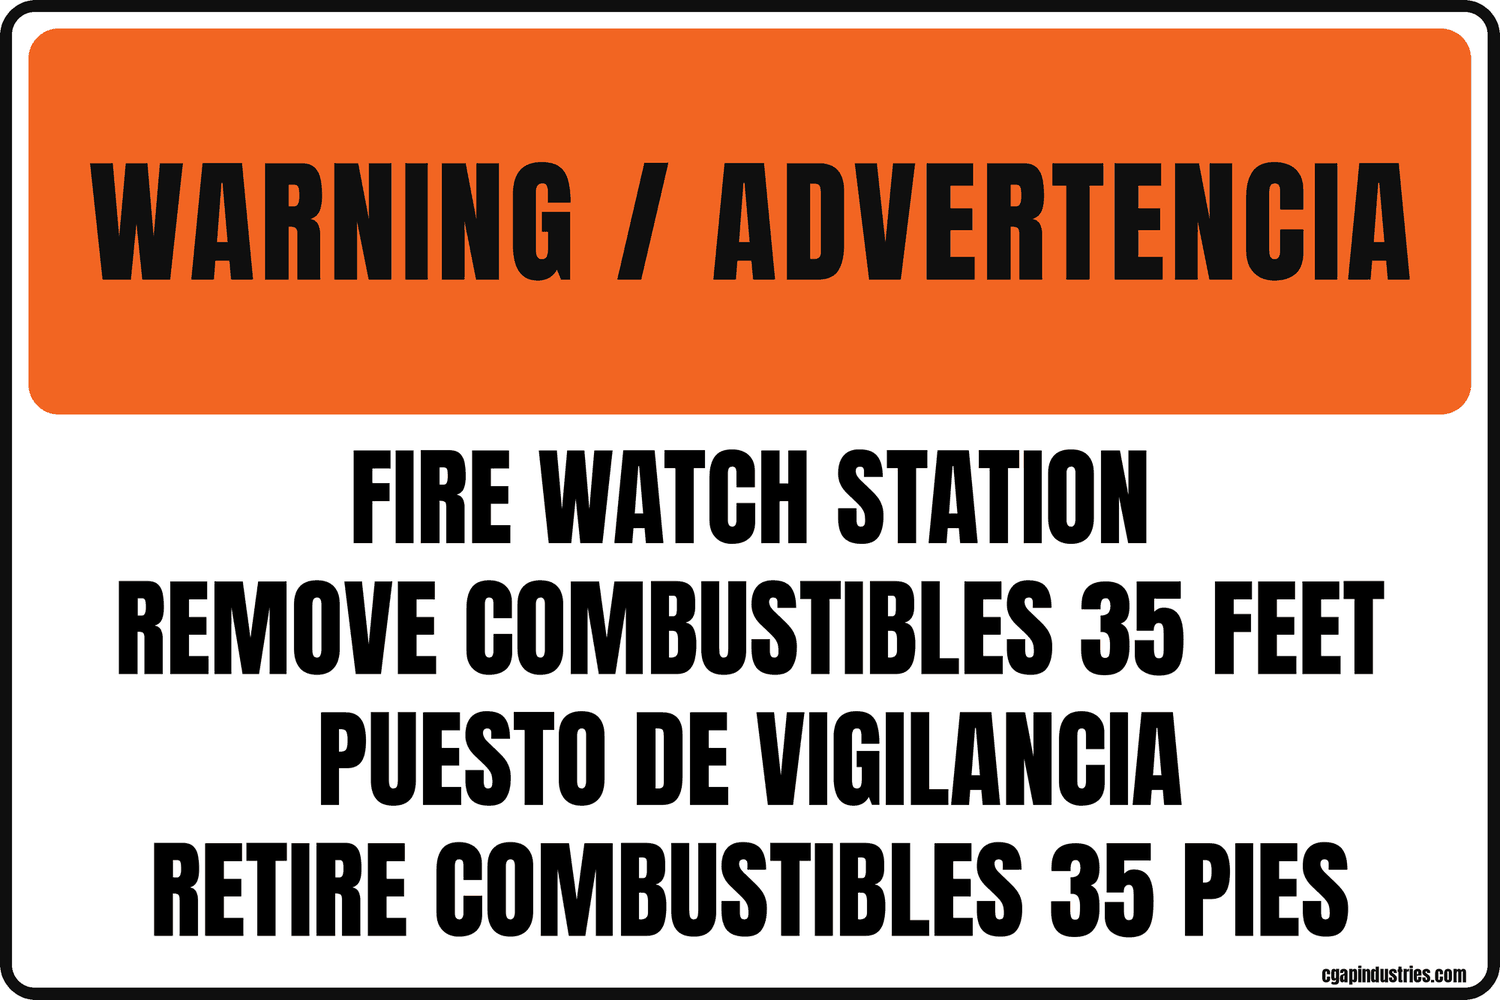 WARNING / ADVERTENCIA
FIRE WATCH STATION
REMOVE COMBUSTIBLES 35 FEET
PUESTO DE VIGILANCIA
RETIRE COMBUSTIBLES 35 PIES
cgapindustries.com